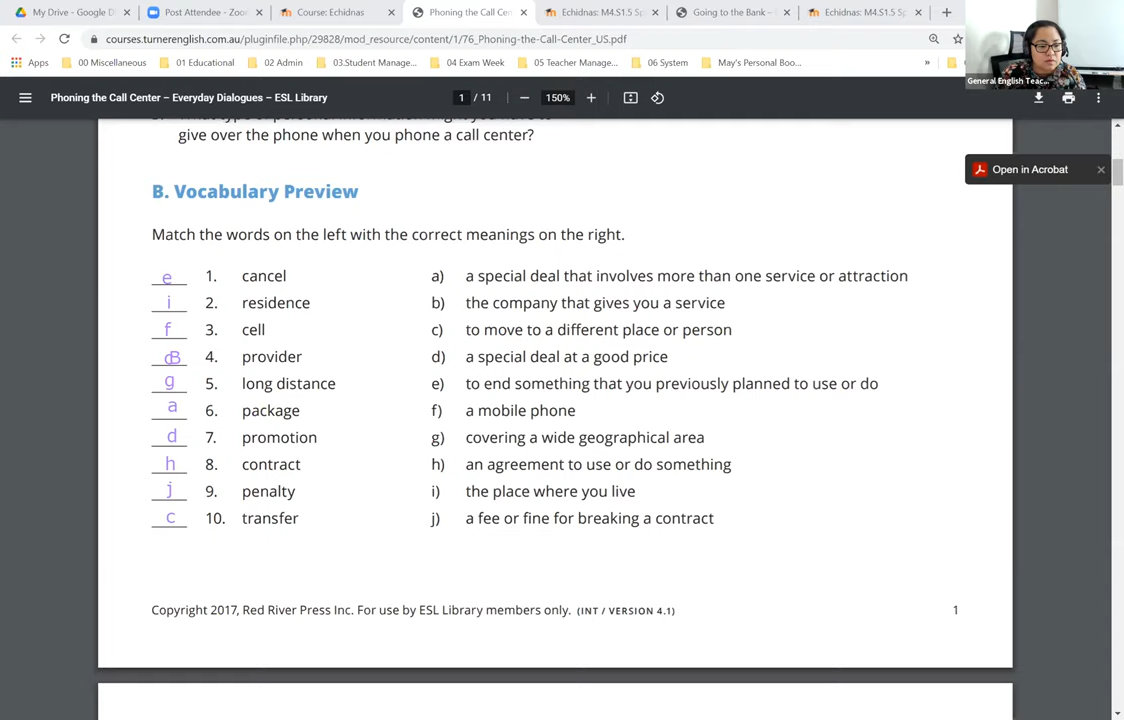 My Drive - Google D
Post Attendee - Zoo
Course: Echidnas
Phoning the Call Cen
Echidnas: M4.S1.5 Sp
Going to the Bank –
Echidnas: M4.S1.5 Sp
courses.turnerenglish.com.au/pluginfile.php/29828/mod_resource/content/1/76_Phoning-the-Call-Center_US.pdf
Apps 00 Miscellaneous 01 Educational 02 Admin 03.Student Manage... 04 Exam Week 05 Teacher Manage... 06 System May's Personal Boo... »
General English Teac...
Phoning the Call Center – Everyday Dialogues – ESL Library 1 / 11 — 150% +
Open in Acrobat ×
give over the phone when you phone a call center?
B. Vocabulary Preview
Match the words on the left with the correct meanings on the right.
e 1. cancel a) a special deal that involves more than one service or attraction
i 2. residence b) the company that gives you a service
f 3. cell c) to move to a different place or person
B 4. provider d) a special deal at a good price
g 5. long distance e) to end something that you previously planned to use or do
a 6. package f) a mobile phone
d 7. promotion g) covering a wide geographical area
h 8. contract h) an agreement to use or do something
j 9. penalty i) the place where you live
c 10. transfer j) a fee or fine for breaking a contract
Copyright 2017, Red River Press Inc. For use by ESL Library members only. (INT / VERSION 4.1) 1